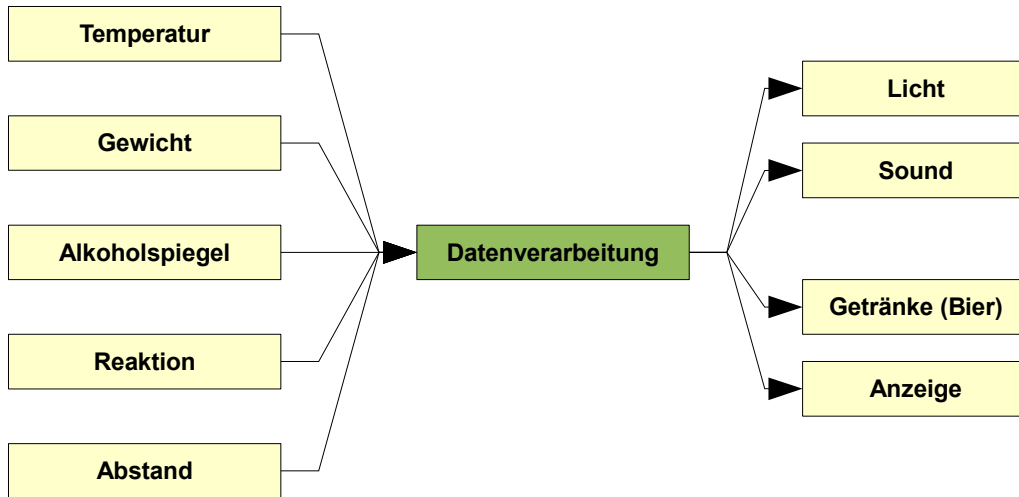 Temperatur
Gewicht
Alkoholspiegel
Reaktion
Abstand
Datenverarbeitung
Licht
Sound
Getränke (Bier)
Anzeige